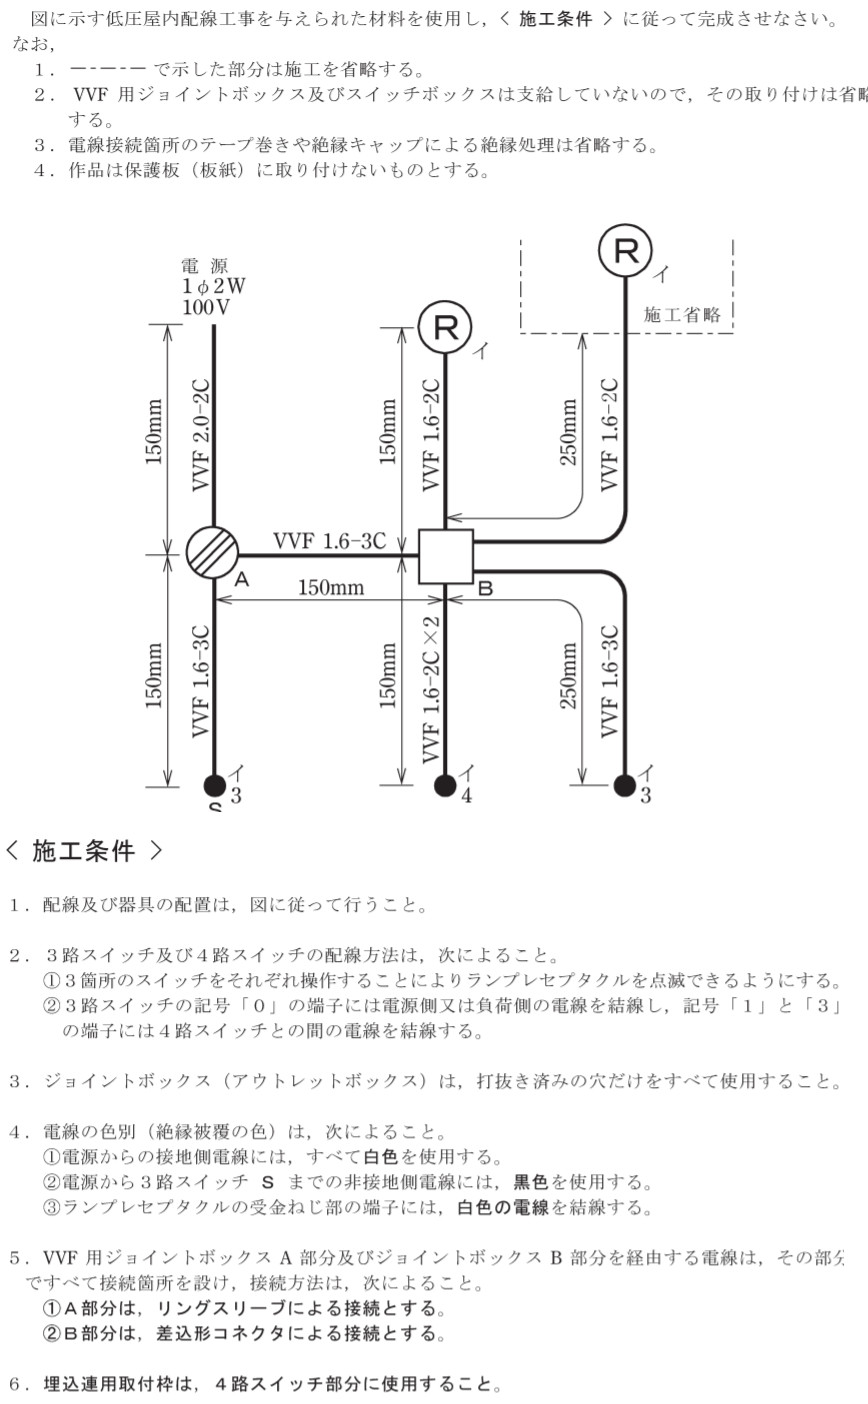 図に示す低圧屋内配線工事を与えられた材料を使用し，＜ 施工条件 ＞に従って完成させなさい。
なお，
１．－－－－－ で示した部分は施工を省略する。
２． VVF 用ジョイントボックス及びスイッチボックスは支給していないので，その取り付けは省略
する。
３．電線接続箇所のテープ巻きや絶縁キャップによる絶縁処理は省略する。
４．作品は保護板（板紙）に取り付けないものとする。
電 源
1φ2W
100V
R
イ
R
イ
施工省略
150mm
VVF 2.0-2C
150mm
VVF 1.6-2C
250mm
VVF 1.6-2C
VVF 1.6-3C
A
150mm
B
150mm
VVF 1.6-3C
150mm
VVF 1.6-2C×2
250mm
VVF 1.6-3C
イ
3
S
イ
4
イ
3
＜ 施工条件 ＞
１．配線及び器具の配置は，図に従って行うこと。
２．３路スイッチ及び４路スイッチの配線方法は，次によること。
①３箇所のスイッチをそれぞれ操作することによりランプレセプタクルを点滅できるようにする。
②３路スイッチの記号「０」の端子には電源側又は負荷側の電線を結線し，記号「１」と「３」
の端子には４路スイッチとの間の電線を結線する。
３．ジョイントボックス（アウトレットボックス）は，打抜き済みの穴だけをすべて使用すること。
４．電線の色別（絶縁被覆の色）は，次によること。
①電源からの接地側電線には，すべて白色を使用する。
②電源から３路スイッチ S までの非接地側電線には，黒色を使用する。
③ランプレセプタクルの受金ねじ部の端子には，白色の電線を結線する。
５．VVF 用ジョイントボックス A 部分及びジョイントボックス B 部分を経由する電線は，その部分
ですべて接続箇所を設け，接続方法は，次によること。
①Ａ部分は，リングスリーブによる接続とする。
②Ｂ部分は，差込形コネクタによる接続とする。
６．埋込連用取付枠は，４路スイッチ部分に使用すること。